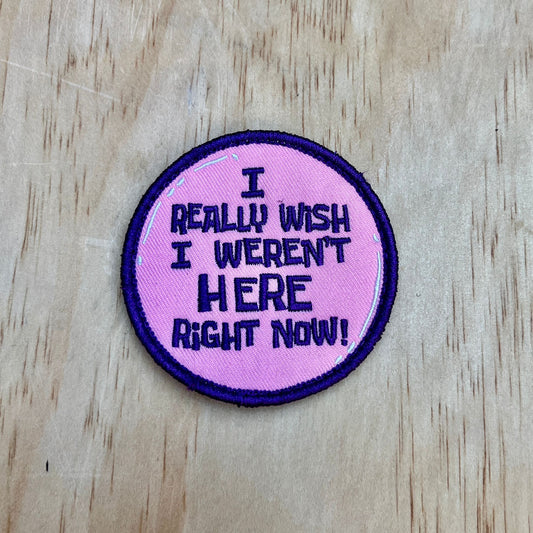 I
REALLY WiSH
I WEREN'T
HERE
RiGHT NOW!